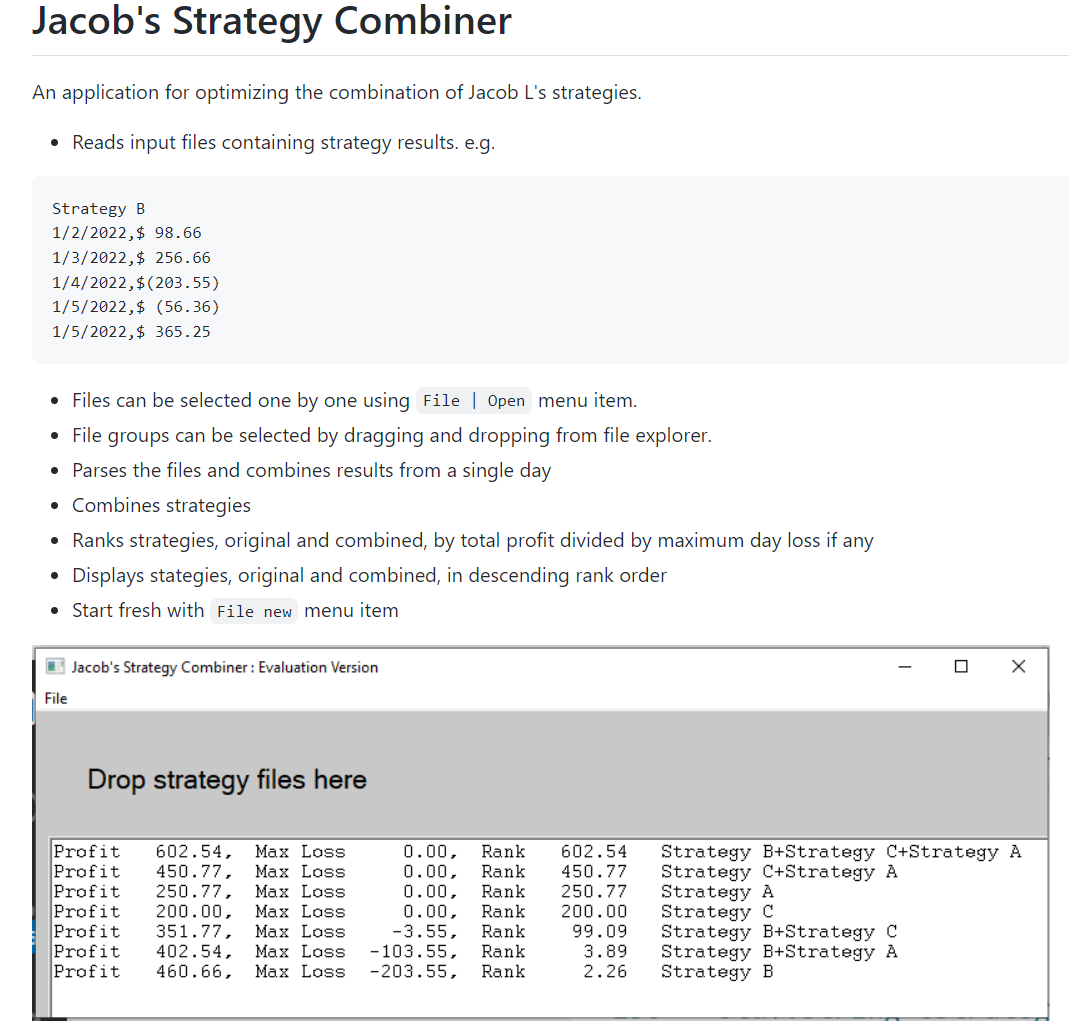 Jacob's Strategy Combiner
An application for optimizing the combination of Jacob L's strategies.
• Reads input files containing strategy results. e.g.
Strategy B
1/2/2022,$ 98.66
1/3/2022,$ 256.66
1/4/2022,$(203.55)
1/5/2022,$ (56.36)
1/5/2022,$ 365.25
• Files can be selected one by one using File | Open menu item.
• File groups can be selected by dragging and dropping from file explorer.
• Parses the files and combines results from a single day
• Combines strategies
• Ranks strategies, original and combined, by total profit divided by maximum day loss if any
• Displays stategies, original and combined, in descending rank order
• Start fresh with File new menu item
Jacob's Strategy Combiner : Evaluation Version
File
Drop strategy files here
Profit 602.54, Max Loss 0.00, Rank 602.54 Strategy B+Strategy C+Strategy A
Profit 450.77, Max Loss 0.00, Rank 450.77 Strategy C+Strategy A
Profit 250.77, Max Loss 0.00, Rank 250.77 Strategy A
Profit 200.00, Max Loss 0.00, Rank 200.00 Strategy C
Profit 351.77, Max Loss -3.55, Rank 99.09 Strategy B+Strategy C
Profit 402.54, Max Loss -103.55, Rank 3.89 Strategy B+Strategy A
Profit 460.66, Max Loss -203.55, Rank 2.26 Strategy B